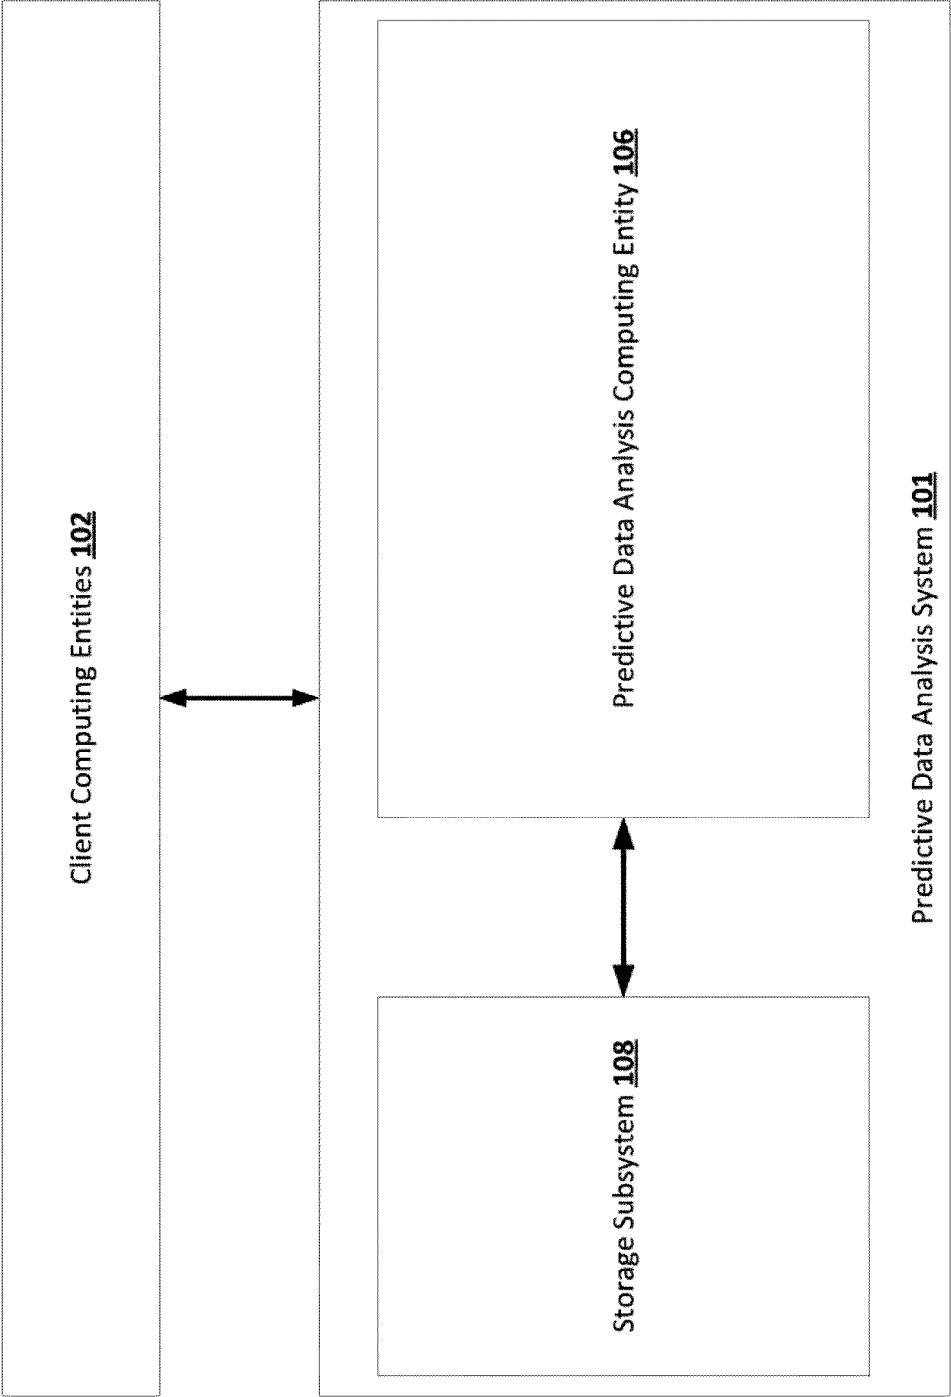 Client Computing Entities 102
Storage Subsystem 108
Predictive Data Analysis Computing Entity 106
Predictive Data Analysis System 101